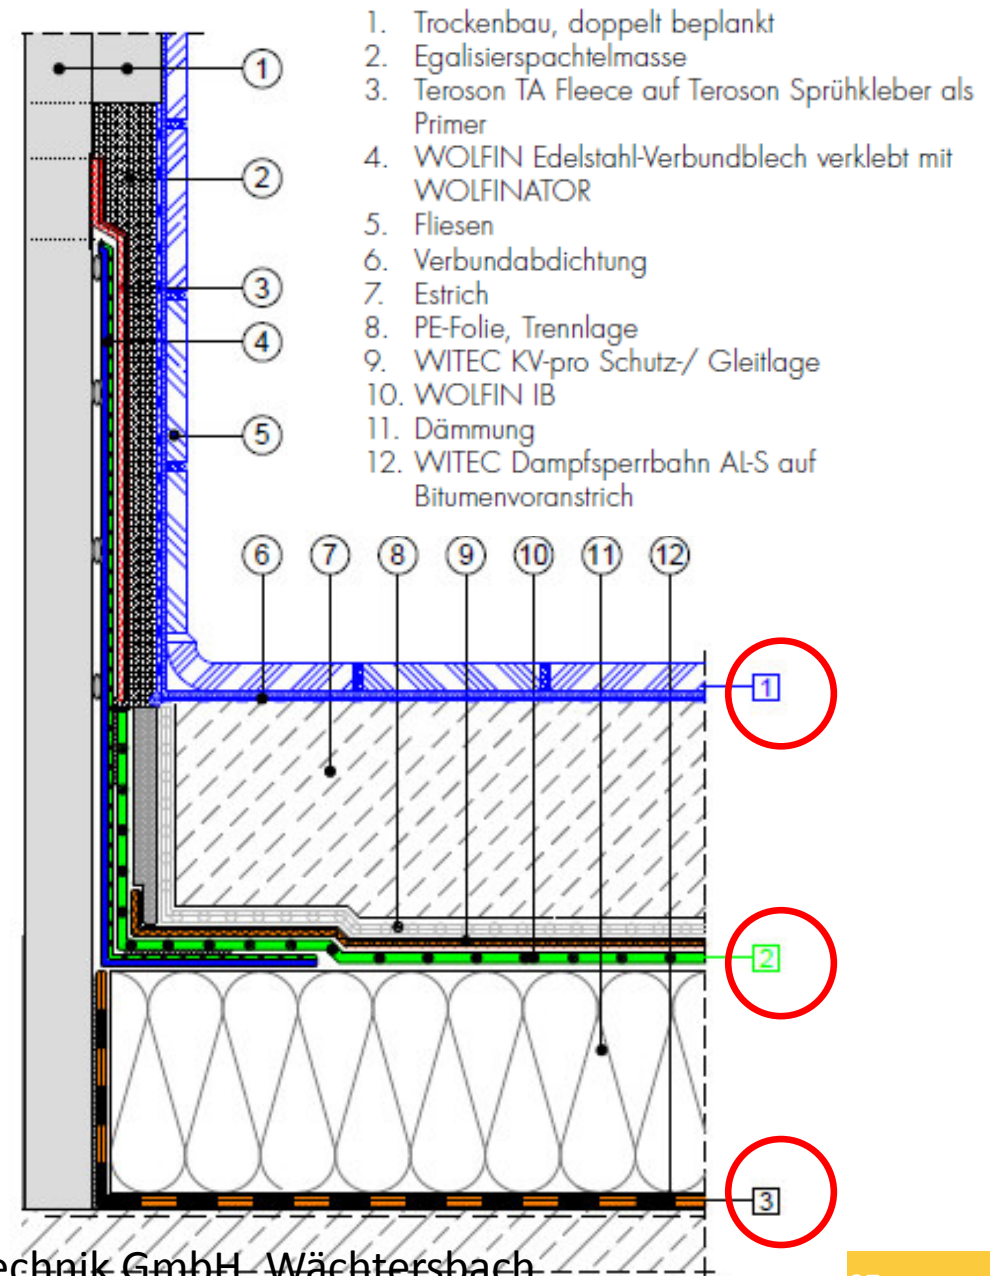 1. Trockenbau, doppelt beplankt
2. Egalisierspachtelmasse
3. Teroson TA Fleece auf Teroson Sprühkleber als
Primer
4. WOLFIN Edelstahl-Verbundblech verklebt mit
WOLFINATOR
5. Fliesen
6. Verbundabdichtung
7. Estrich
8. PE-Folie, Trennlage
9. WITEC KV-pro Schutz-/ Gleitlage
10. WOLFIN IB
11. Dämmung
12. WITEC Dampfsperrbahn AL-S auf
Bitumenvoranstrich
1
2
3
4
5
6 7 8 9 10 11 12
1
2
3
echnik GmbH, Wächtersbach